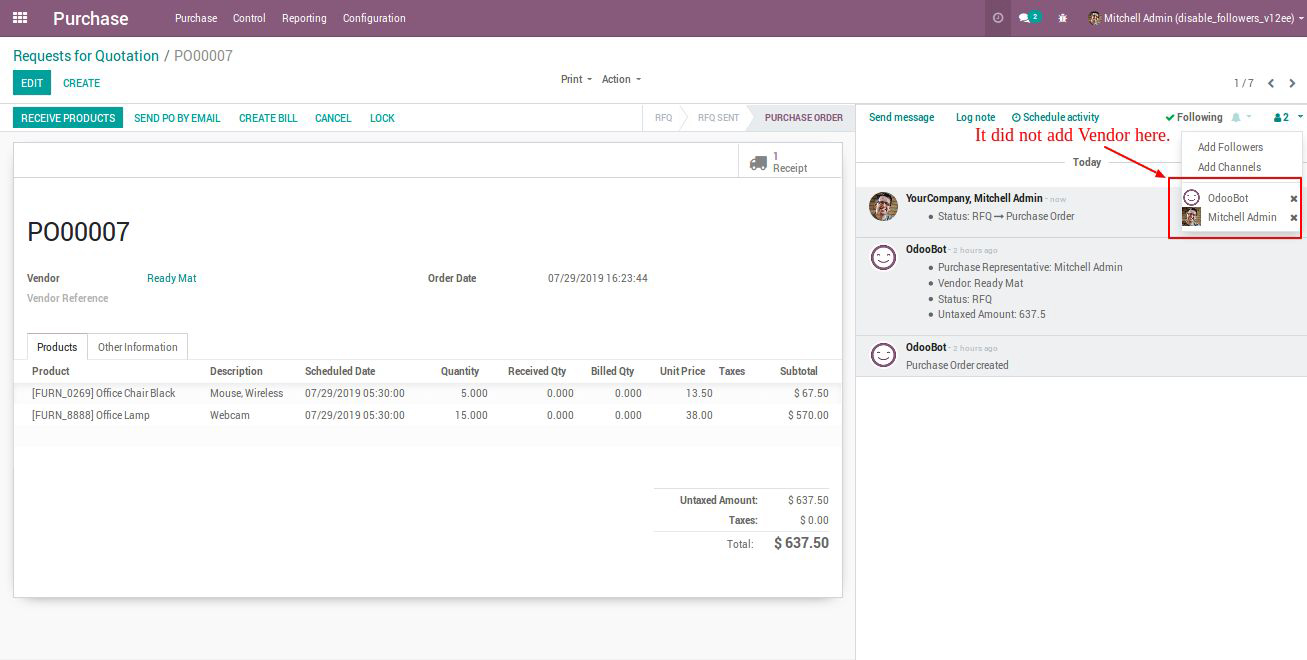 Purchase Purchase Control Reporting Configuration 2 Mitchell Admin (disable_followers_v12ee)
Requests for Quotation / PO00007
EDIT CREATE Print Action 1 / 7
RECEIVE PRODUCTS SEND PO BY EMAIL CREATE BILL CANCEL LOCK RFQ RFQ SENT PURCHASE ORDER
1
Receipt
PO00007
Vendor Ready Mat Order Date 07/29/2019 16:23:44
Vendor Reference
Products Other Information
Product Description Scheduled Date Quantity Received Qty Billed Qty Unit Price Taxes Subtotal
[FURN_0269] Office Chair Black Mouse, Wireless 07/29/2019 05:30:00 5.000 0.000 0.000 13.50 $ 67.50
[FURN_8888] Office Lamp Webcam 07/29/2019 05:30:00 15.000 0.000 0.000 38.00 $ 570.00
Untaxed Amount: $ 637.50
Taxes: $ 0.00
Total: $ 637.50
Send message Log note Schedule activity Following 2
It did not add Vendor here.
Add Followers
Add Channels
OdooBot
Mitchell Admin
Today
YourCompany, Mitchell Admin - now
• Status: RFQ → Purchase Order
OdooBot - 2 hours ago
• Purchase Representative: Mitchell Admin
• Vendor: Ready Mat
• Status: RFQ
• Untaxed Amount: 637.5
OdooBot - 2 hours ago
Purchase Order created